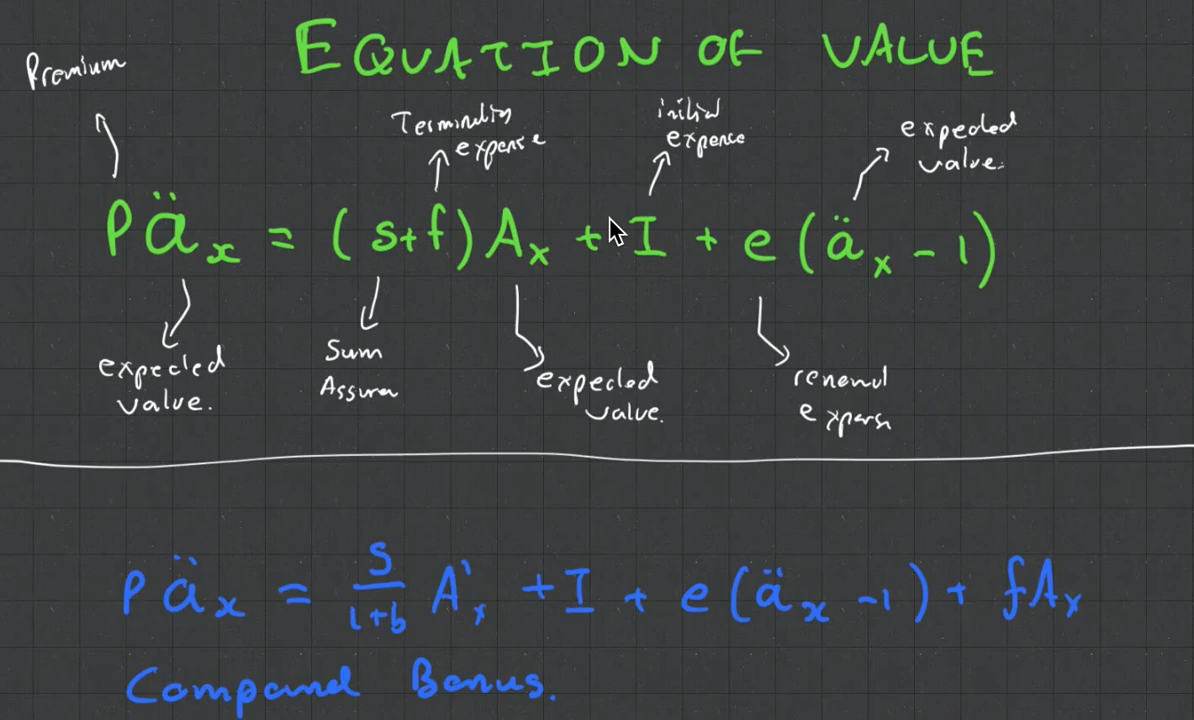 EQUATION OF VALUE
Premium
Terminating
expense
initial
expence
expected
value.
Pä_x = (s+f)A_x + I + e(ä_x - 1)
expected
value.
Sum
Assured
expected
value.
renewal
expense
Pä_x = S/(1+b) A'_x + I + e(ä_x - 1) + fA_x
Compound Bonus.